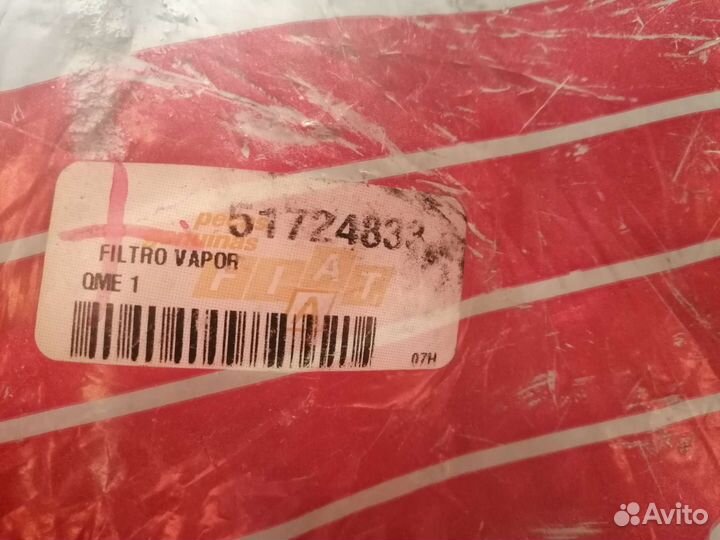 51724833
peças
genuínas
FILTRO VAPOR
FIAT
QME 1
07H
Avito